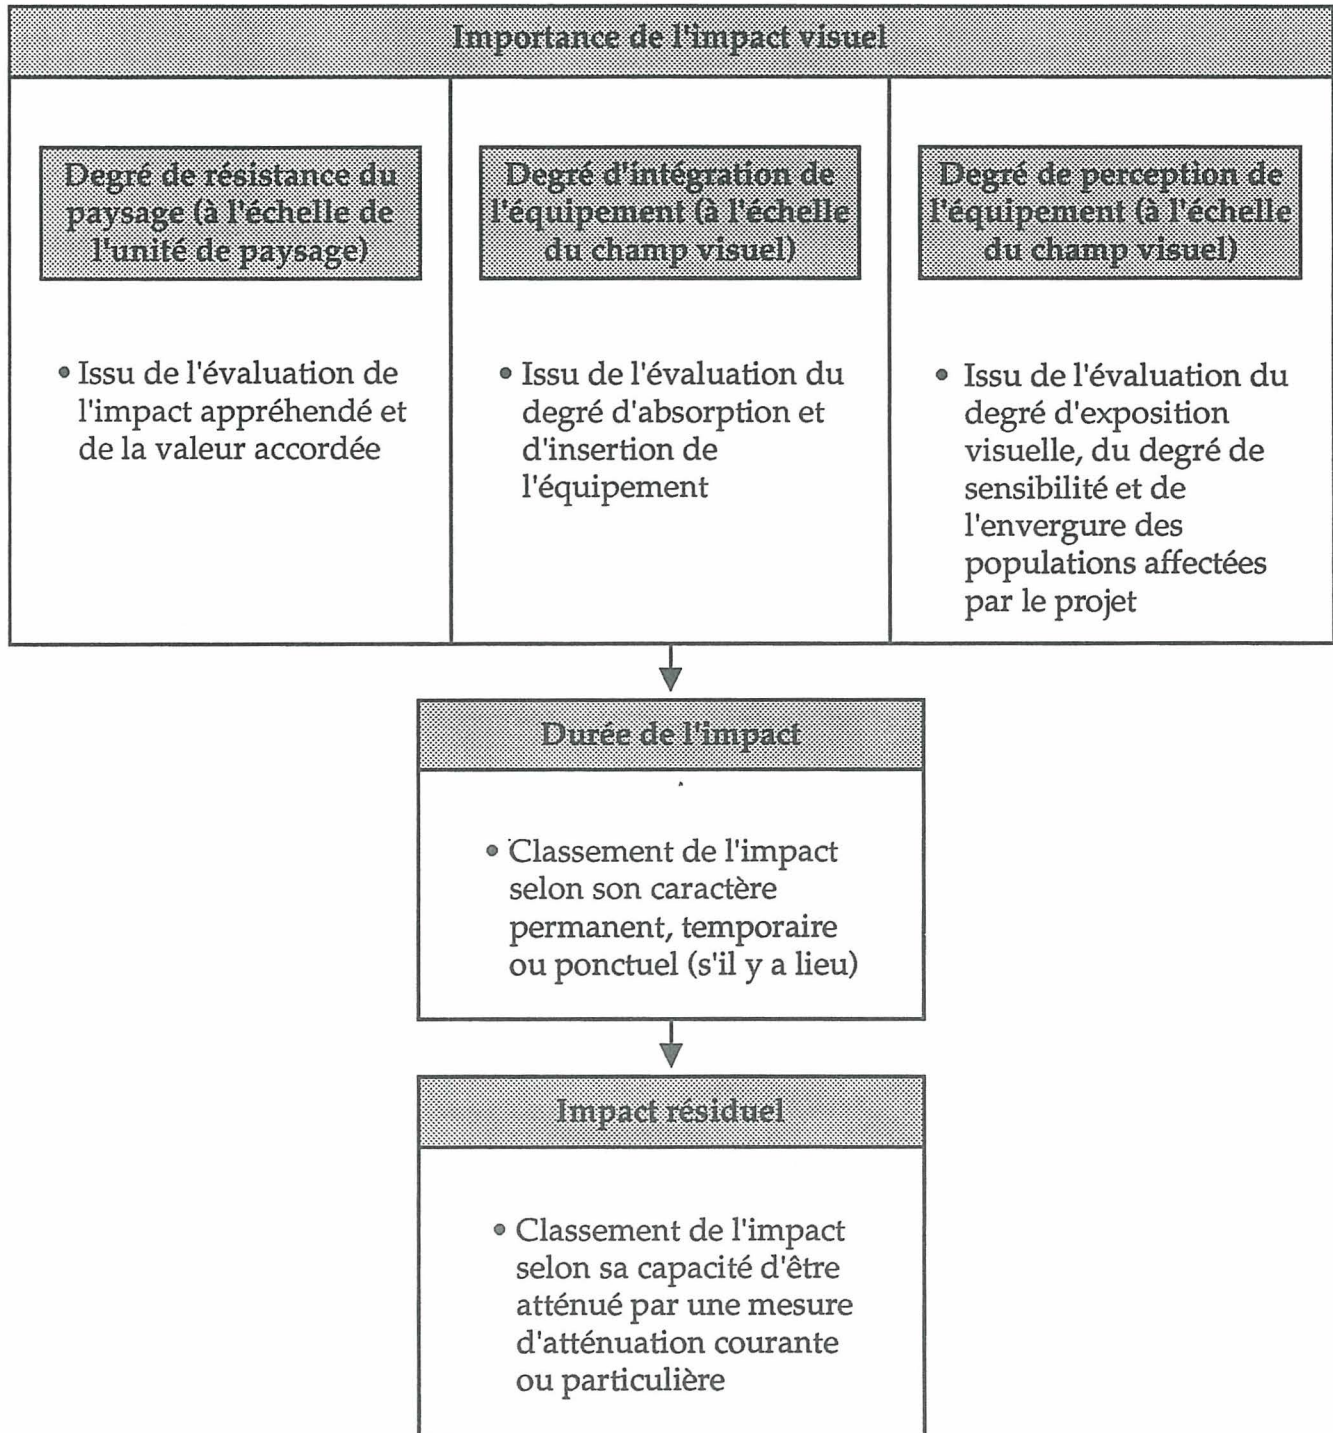 Importance de l'impact visuel
Degré de résistance du
paysage (à l'échelle de
l'unité de paysage)
• Issu de l'évaluation de
l'impact appréhendé et
de la valeur accordée
Degré d'intégration de
l'équipement (à l'échelle
du champ visuel)
• Issu de l'évaluation du
degré d'absorption et
d'insertion de
l'équipement
Degré de perception de
l'équipement (à l'échelle
du champ visuel)
• Issu de l'évaluation du
degré d'exposition
visuelle, du degré de
sensibilité et de
l'envergure des
populations affectées
par le projet
Durée de l'impact
• Classement de l'impact
selon son caractère
permanent, temporaire
ou ponctuel (s'il y a lieu)
Impact résiduel
• Classement de l'impact
selon sa capacité d'être
atténué par une mesure
d'atténuation courante
ou particulière